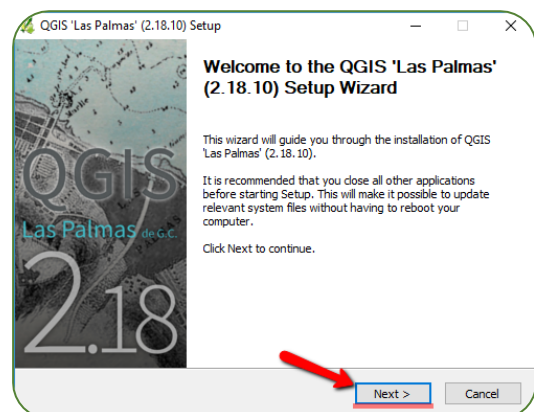 QGIS 'Las Palmas' (2.18.10) Setup
QGIS
Las Palmas de G.C.
2.18
Welcome to the QGIS 'Las Palmas'
(2.18.10) Setup Wizard
This wizard will guide you through the installation of QGIS
'Las Palmas' (2.18.10).
It is recommended that you close all other applications
before starting Setup. This will make it possible to update
relevant system files without having to reboot your
computer.
Click Next to continue.
Next >
Cancel